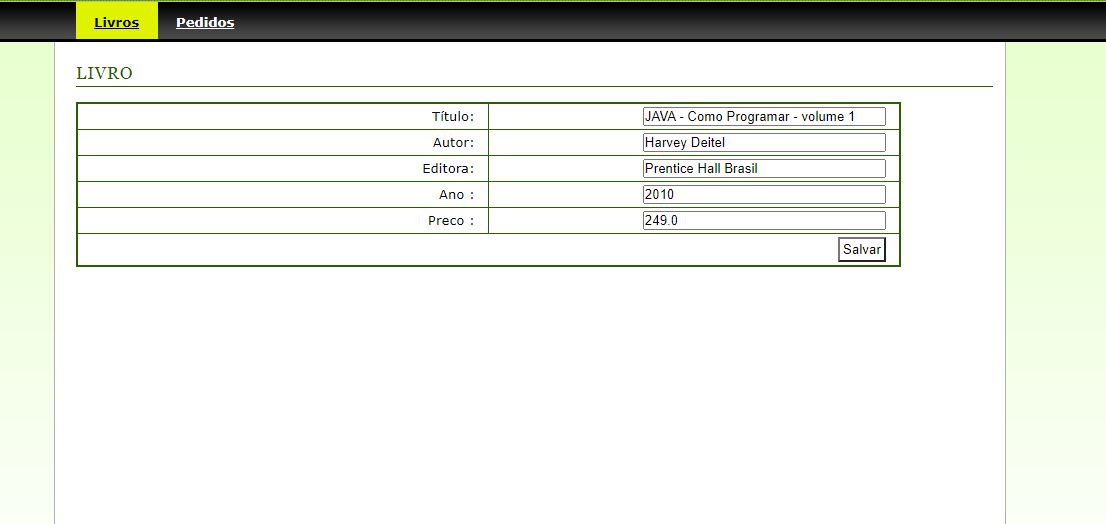 Livros Pedidos
LIVRO
Título: JAVA - Como Programar - volume 1
Autor: Harvey Deitel
Editora: Prentice Hall Brasil
Ano : 2010
Preco : 249.0
Salvar